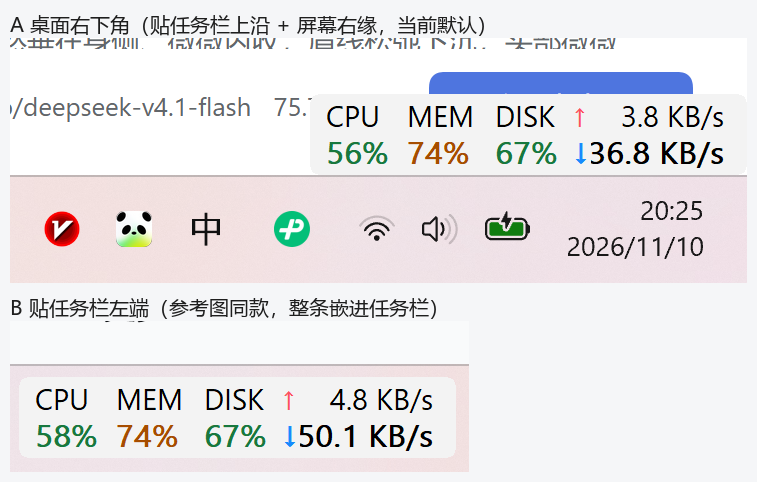 A 桌面右下角（贴任务栏上沿 + 屏幕右缘，当前默认）
/deepseek-v4.1-flash 75.
CPU MEM DISK ↑ 3.8 KB/s
56% 74% 67% ↓36.8 KB/s
中
20:25
2026/11/10
B 贴任务栏左端（参考图同款，整条嵌进任务栏）
CPU MEM DISK ↑ 4.8 KB/s
58% 74% 67% ↓50.1 KB/s